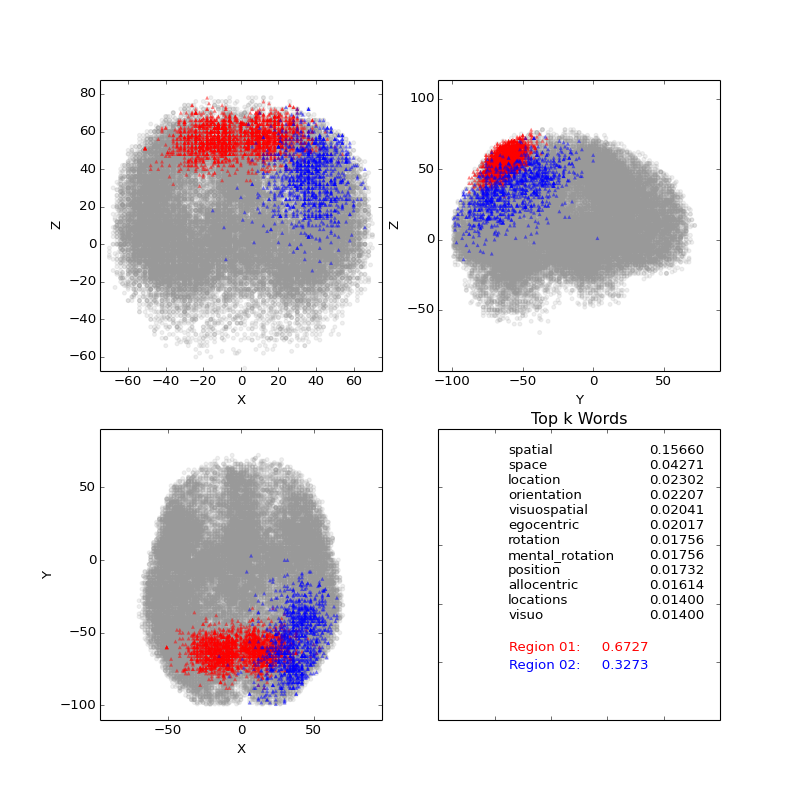 80
60
40
20
0
−20
−40
−60
Z
−60 −40 −20 0 20 40 60
X
100
50
0
−50
Z
−100 −50 0 50
Y
50
0
−50
−100
Y
−50 0 50
X
Top k Words
spatial 0.15660
space 0.04271
location 0.02302
orientation 0.02207
visuospatial 0.02041
egocentric 0.02017
rotation 0.01756
mental_rotation 0.01756
position 0.01732
allocentric 0.01614
locations 0.01400
visuo 0.01400
Region 01: 0.6727
Region 02: 0.3273